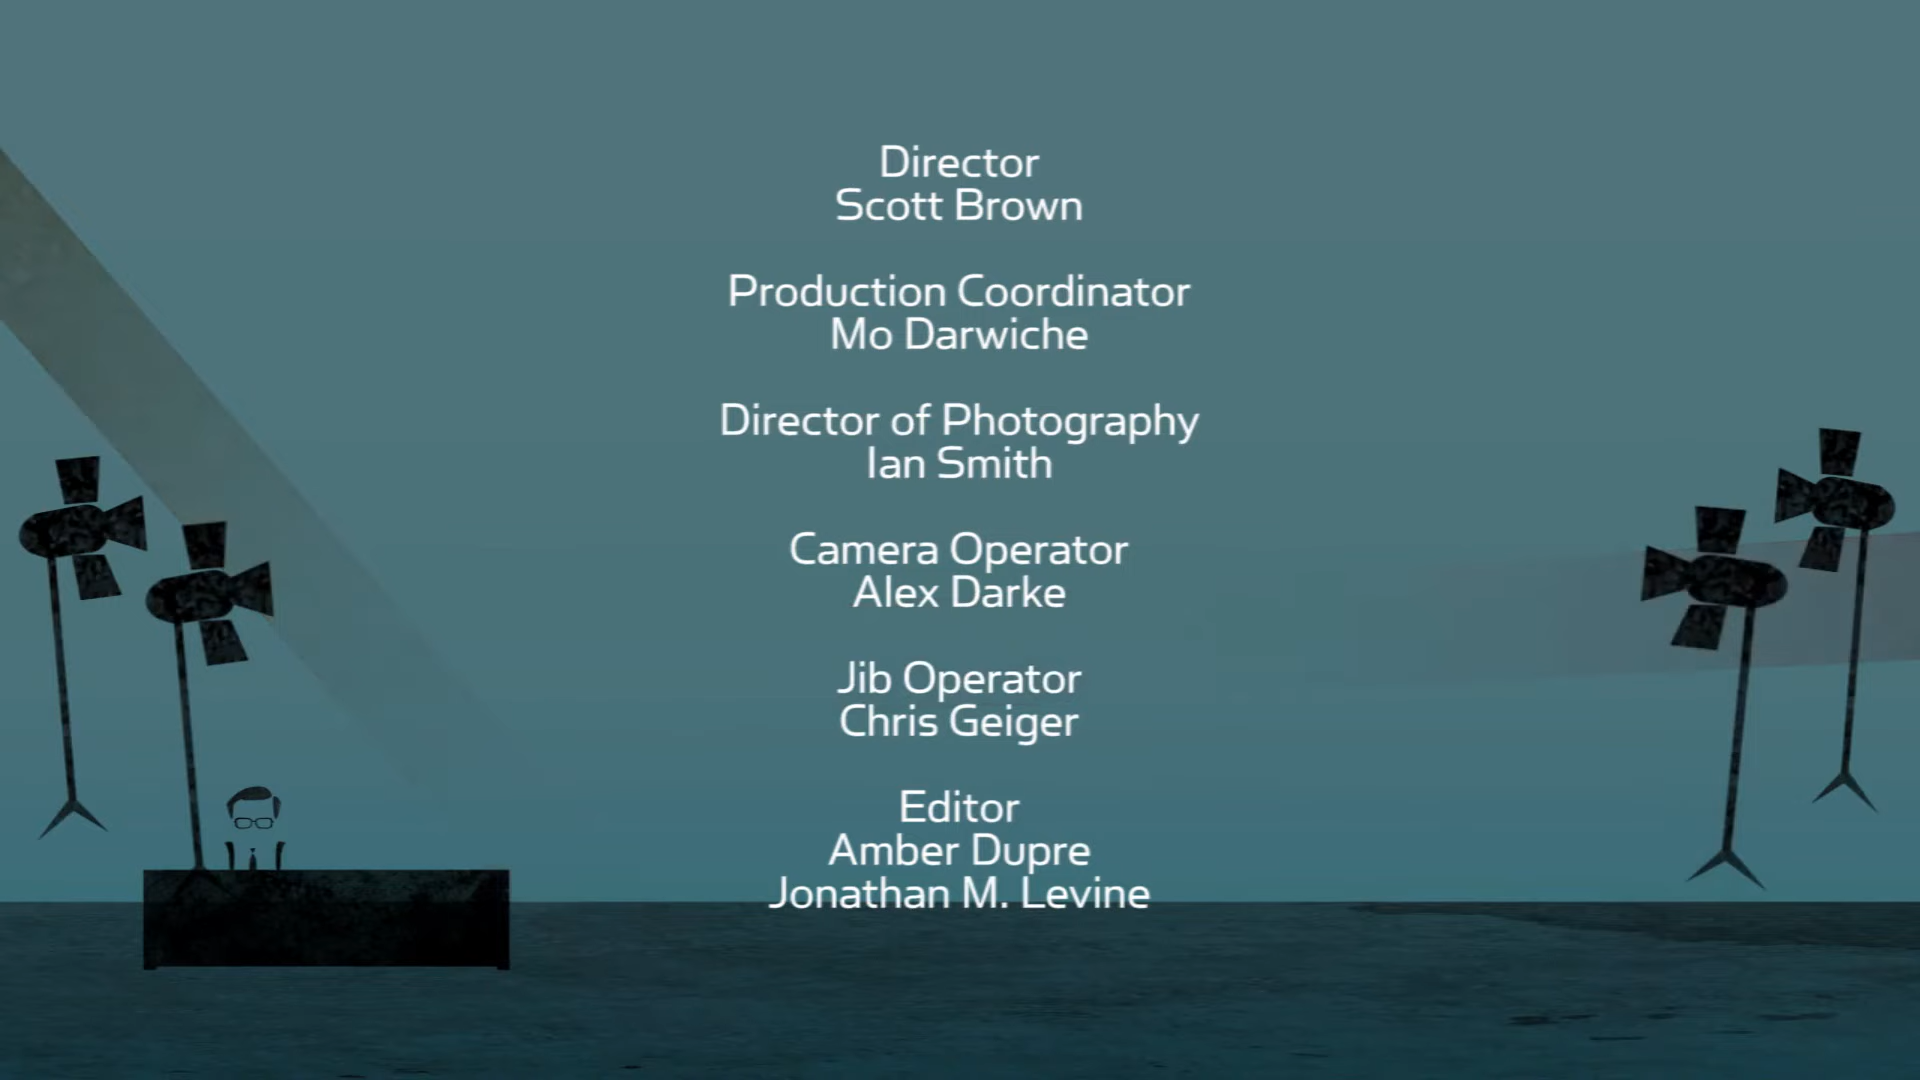 Director
Scott Brown
Production Coordinator
Mo Darwiche
Director of Photography
Ian Smith
Camera Operator
Alex Darke
Jib Operator
Chris Geiger
Editor
Amber Dupre
Jonathan M. Levine